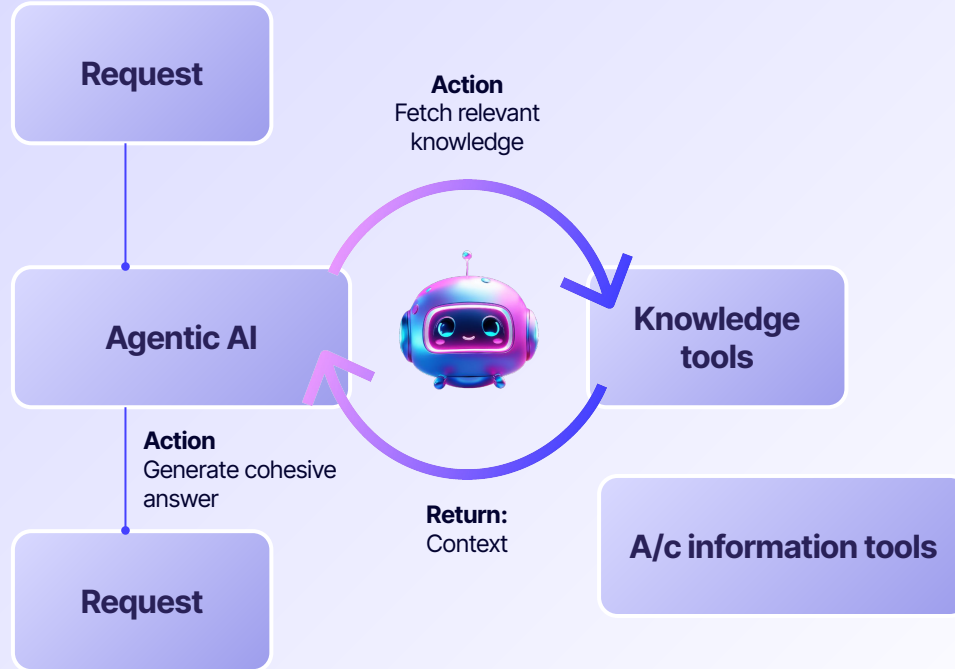 Request
Action
Fetch relevant
knowledge
Agentic AI
Knowledge
tools
Action
Generate cohesive
answer
Return:
Context
A/c information tools
Request